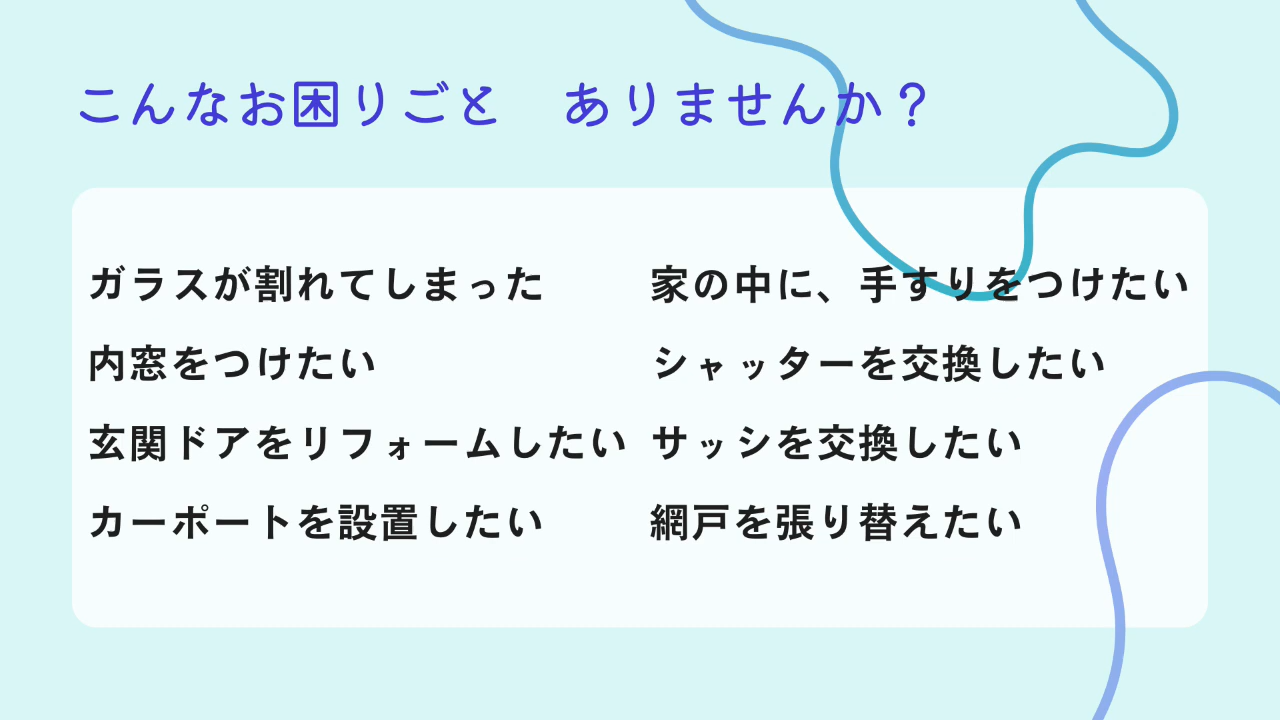 こんなお困りごと　ありませんか？
ガラスが割れてしまった
内窓をつけたい
玄関ドアをリフォームしたい
カーポートを設置したい
家の中に、手すりをつけたい
シャッターを交換したい
サッシを交換したい
網戸を張り替えたい